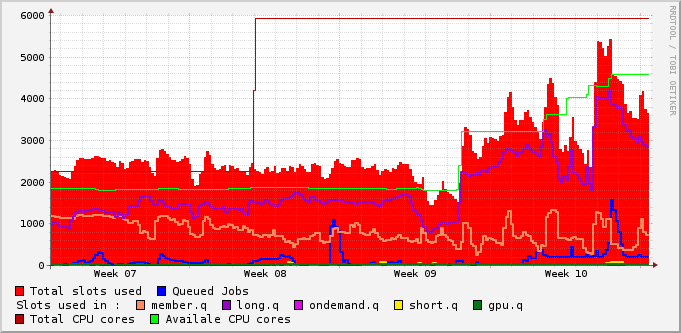 6000
5000
4000
3000
2000
1000
0
Week 07 Week 08 Week 09 Week 10
RRDTOOL / TOBI OETIKER
Total slots used Queued Jobs
Slots used in : member.q long.q ondemand.q short.q gpu.q
Total CPU cores Availale CPU cores